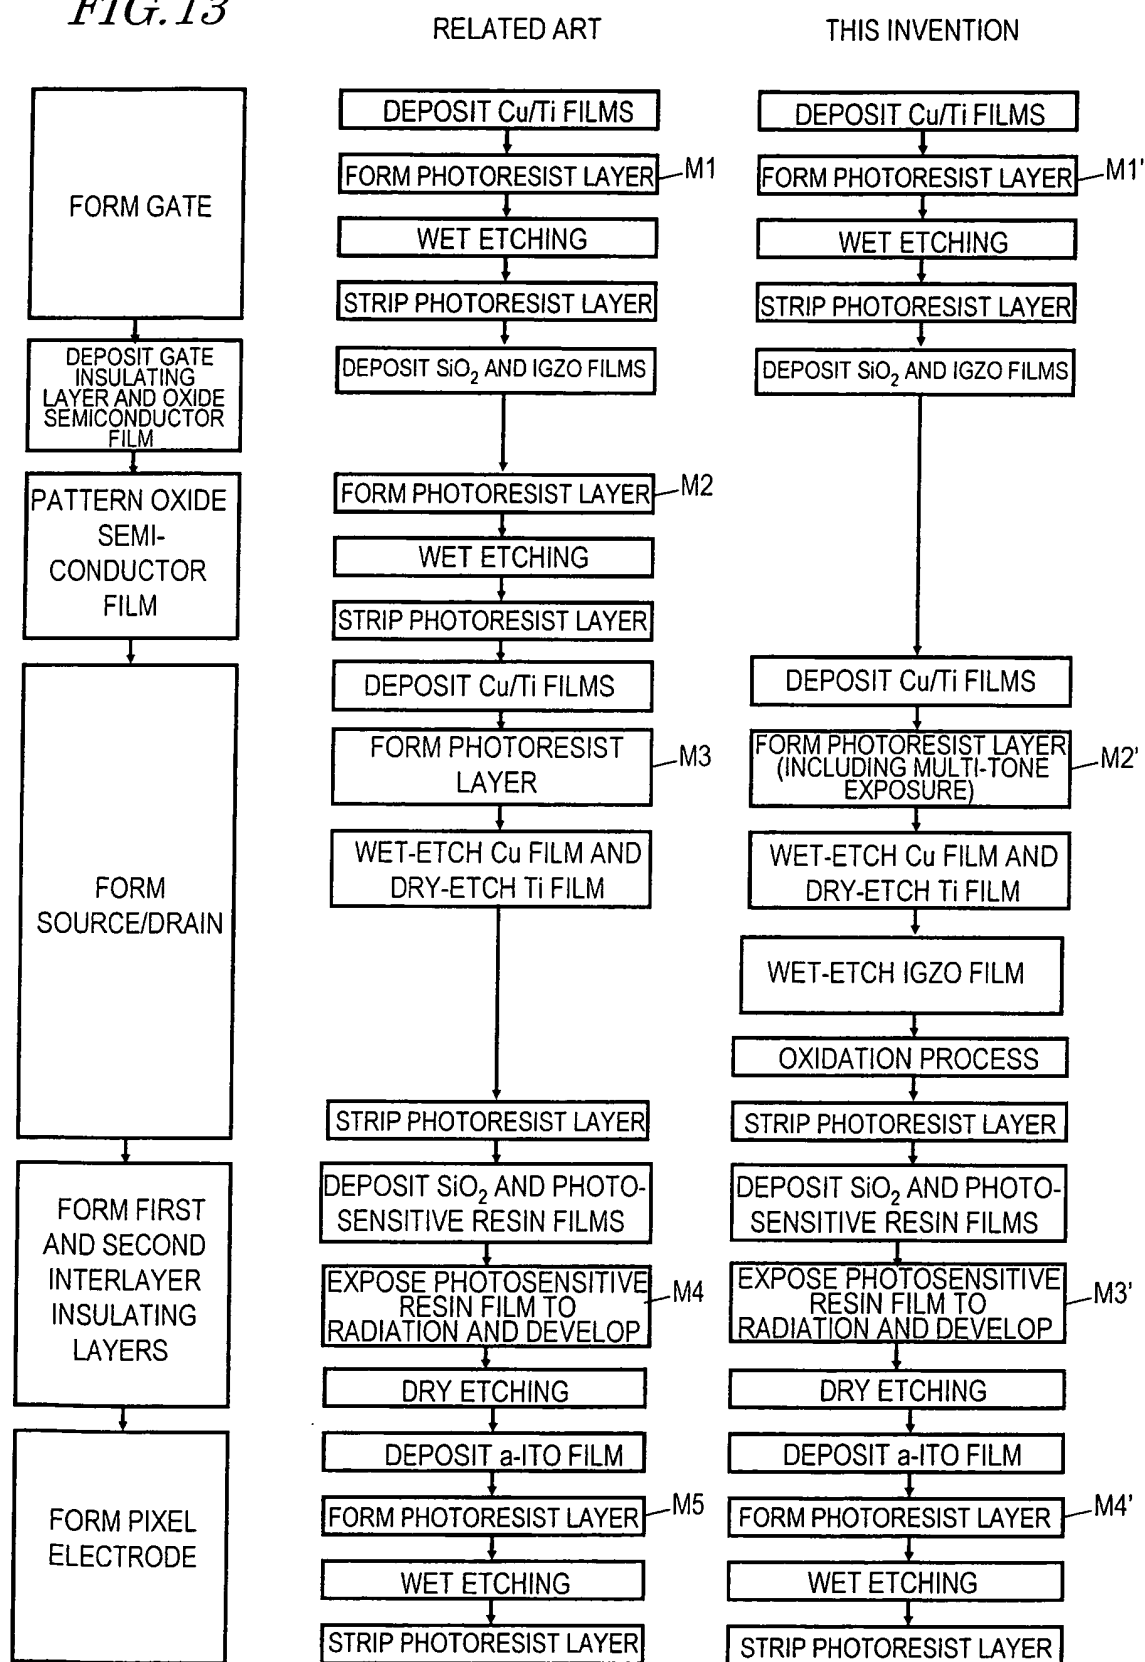 FIG. 13
RELATED ART
THIS INVENTION
FORM GATE
DEPOSIT GATE
INSULATING
LAYER AND OXIDE
SEMICONDUCTOR
FILM
PATTERN OXIDE
SEMI-
CONDUCTOR
FILM
FORM
SOURCE/DRAIN
FORM FIRST
AND SECOND
INTERLAYER
INSULATING
LAYERS
FORM PIXEL
ELECTRODE
DEPOSIT Cu/Ti FILMS
FORM PHOTORESIST LAYER
M1
WET ETCHING
STRIP PHOTORESIST LAYER
DEPOSIT SiO2 AND IGZO FILMS
FORM PHOTORESIST LAYER
M2
WET ETCHING
STRIP PHOTORESIST LAYER
DEPOSIT Cu/Ti FILMS
FORM PHOTORESIST
LAYER
M3
WET-ETCH Cu FILM AND
DRY-ETCH Ti FILM
STRIP PHOTORESIST LAYER
DEPOSIT SiO2 AND PHOTO-
SENSITIVE RESIN FILMS
EXPOSE PHOTOSENSITIVE
RESIN FILM TO
RADIATION AND DEVELOP
M4
DRY ETCHING
DEPOSIT a-ITO FILM
FORM PHOTORESIST LAYER
M5
WET ETCHING
STRIP PHOTORESIST LAYER
DEPOSIT Cu/Ti FILMS
FORM PHOTORESIST LAYER
M1'
WET ETCHING
STRIP PHOTORESIST LAYER
DEPOSIT SiO2 AND IGZO FILMS
DEPOSIT Cu/Ti FILMS
FORM PHOTORESIST LAYER
(INCLUDING MULTI-TONE
EXPOSURE)
M2'
WET-ETCH Cu FILM AND
DRY-ETCH Ti FILM
WET-ETCH IGZO FILM
OXIDATION PROCESS
STRIP PHOTORESIST LAYER
DEPOSIT SiO2 AND PHOTO-
SENSITIVE RESIN FILMS
EXPOSE PHOTOSENSITIVE
RESIN FILM TO
RADIATION AND DEVELOP
M3'
DRY ETCHING
DEPOSIT a-ITO FILM
FORM PHOTORESIST LAYER
M4'
WET ETCHING
STRIP PHOTORESIST LAYER